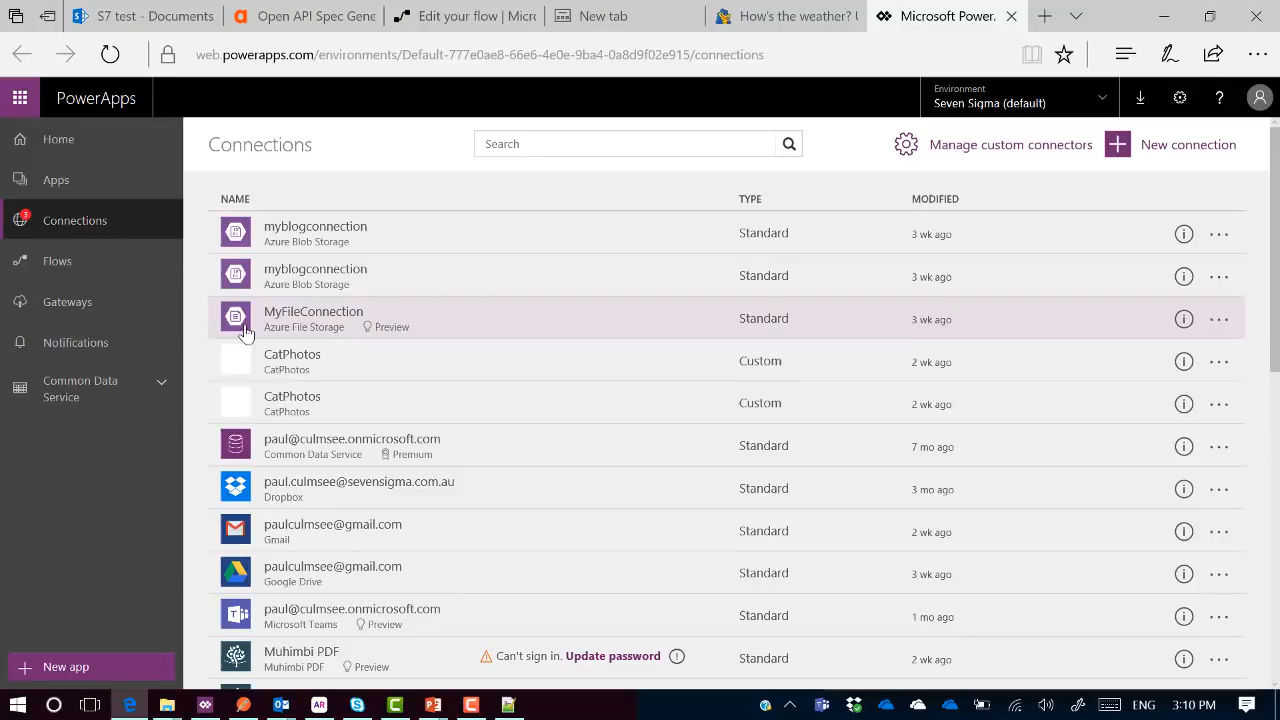 S7 test - Documents
Open API Spec Gene
Edit your flow | Micro
New tab
How's the weather? U
Microsoft Power.
web.powerapps.com/environments/Default-777e0ae8-66e6-4e0e-9ba4-0a8d9f02e915/connections
PowerApps
Environment
Seven Sigma (default)
Home
Apps
3
Connections
Flows
Gateways
Notifications
Common Data
Service
New app
Connections
Search
Manage custom connectors
New connection
NAME TYPE MODIFIED
myblogconnection
Azure Blob Storage
Standard 3 wk ago
myblogconnection
Azure Blob Storage
Standard 3 wk ago
MyFileConnection
Azure File Storage Preview
Standard 3 wk ago
CatPhotos
CatPhotos
Custom 2 wk ago
CatPhotos
CatPhotos
Custom 2 wk ago
paul@culmsee.onmicrosoft.com
Common Data Service Premium
Standard 7 mo ago
paul.culmsee@sevensigma.com.au
Dropbox
Standard 3 mo ago
paulculmsee@gmail.com
Gmail
Standard 2 wk ago
paulculmsee@gmail.com
Google Drive
Standard 3 wk ago
paul@culmsee.onmicrosoft.com
Microsoft Teams Preview
Standard 1 mo ago
Muhimbi PDF
Muhimbi PDF Preview
Can't sign in. Update password
Standard 2 wk ago
AR
ENG 3:10 PM